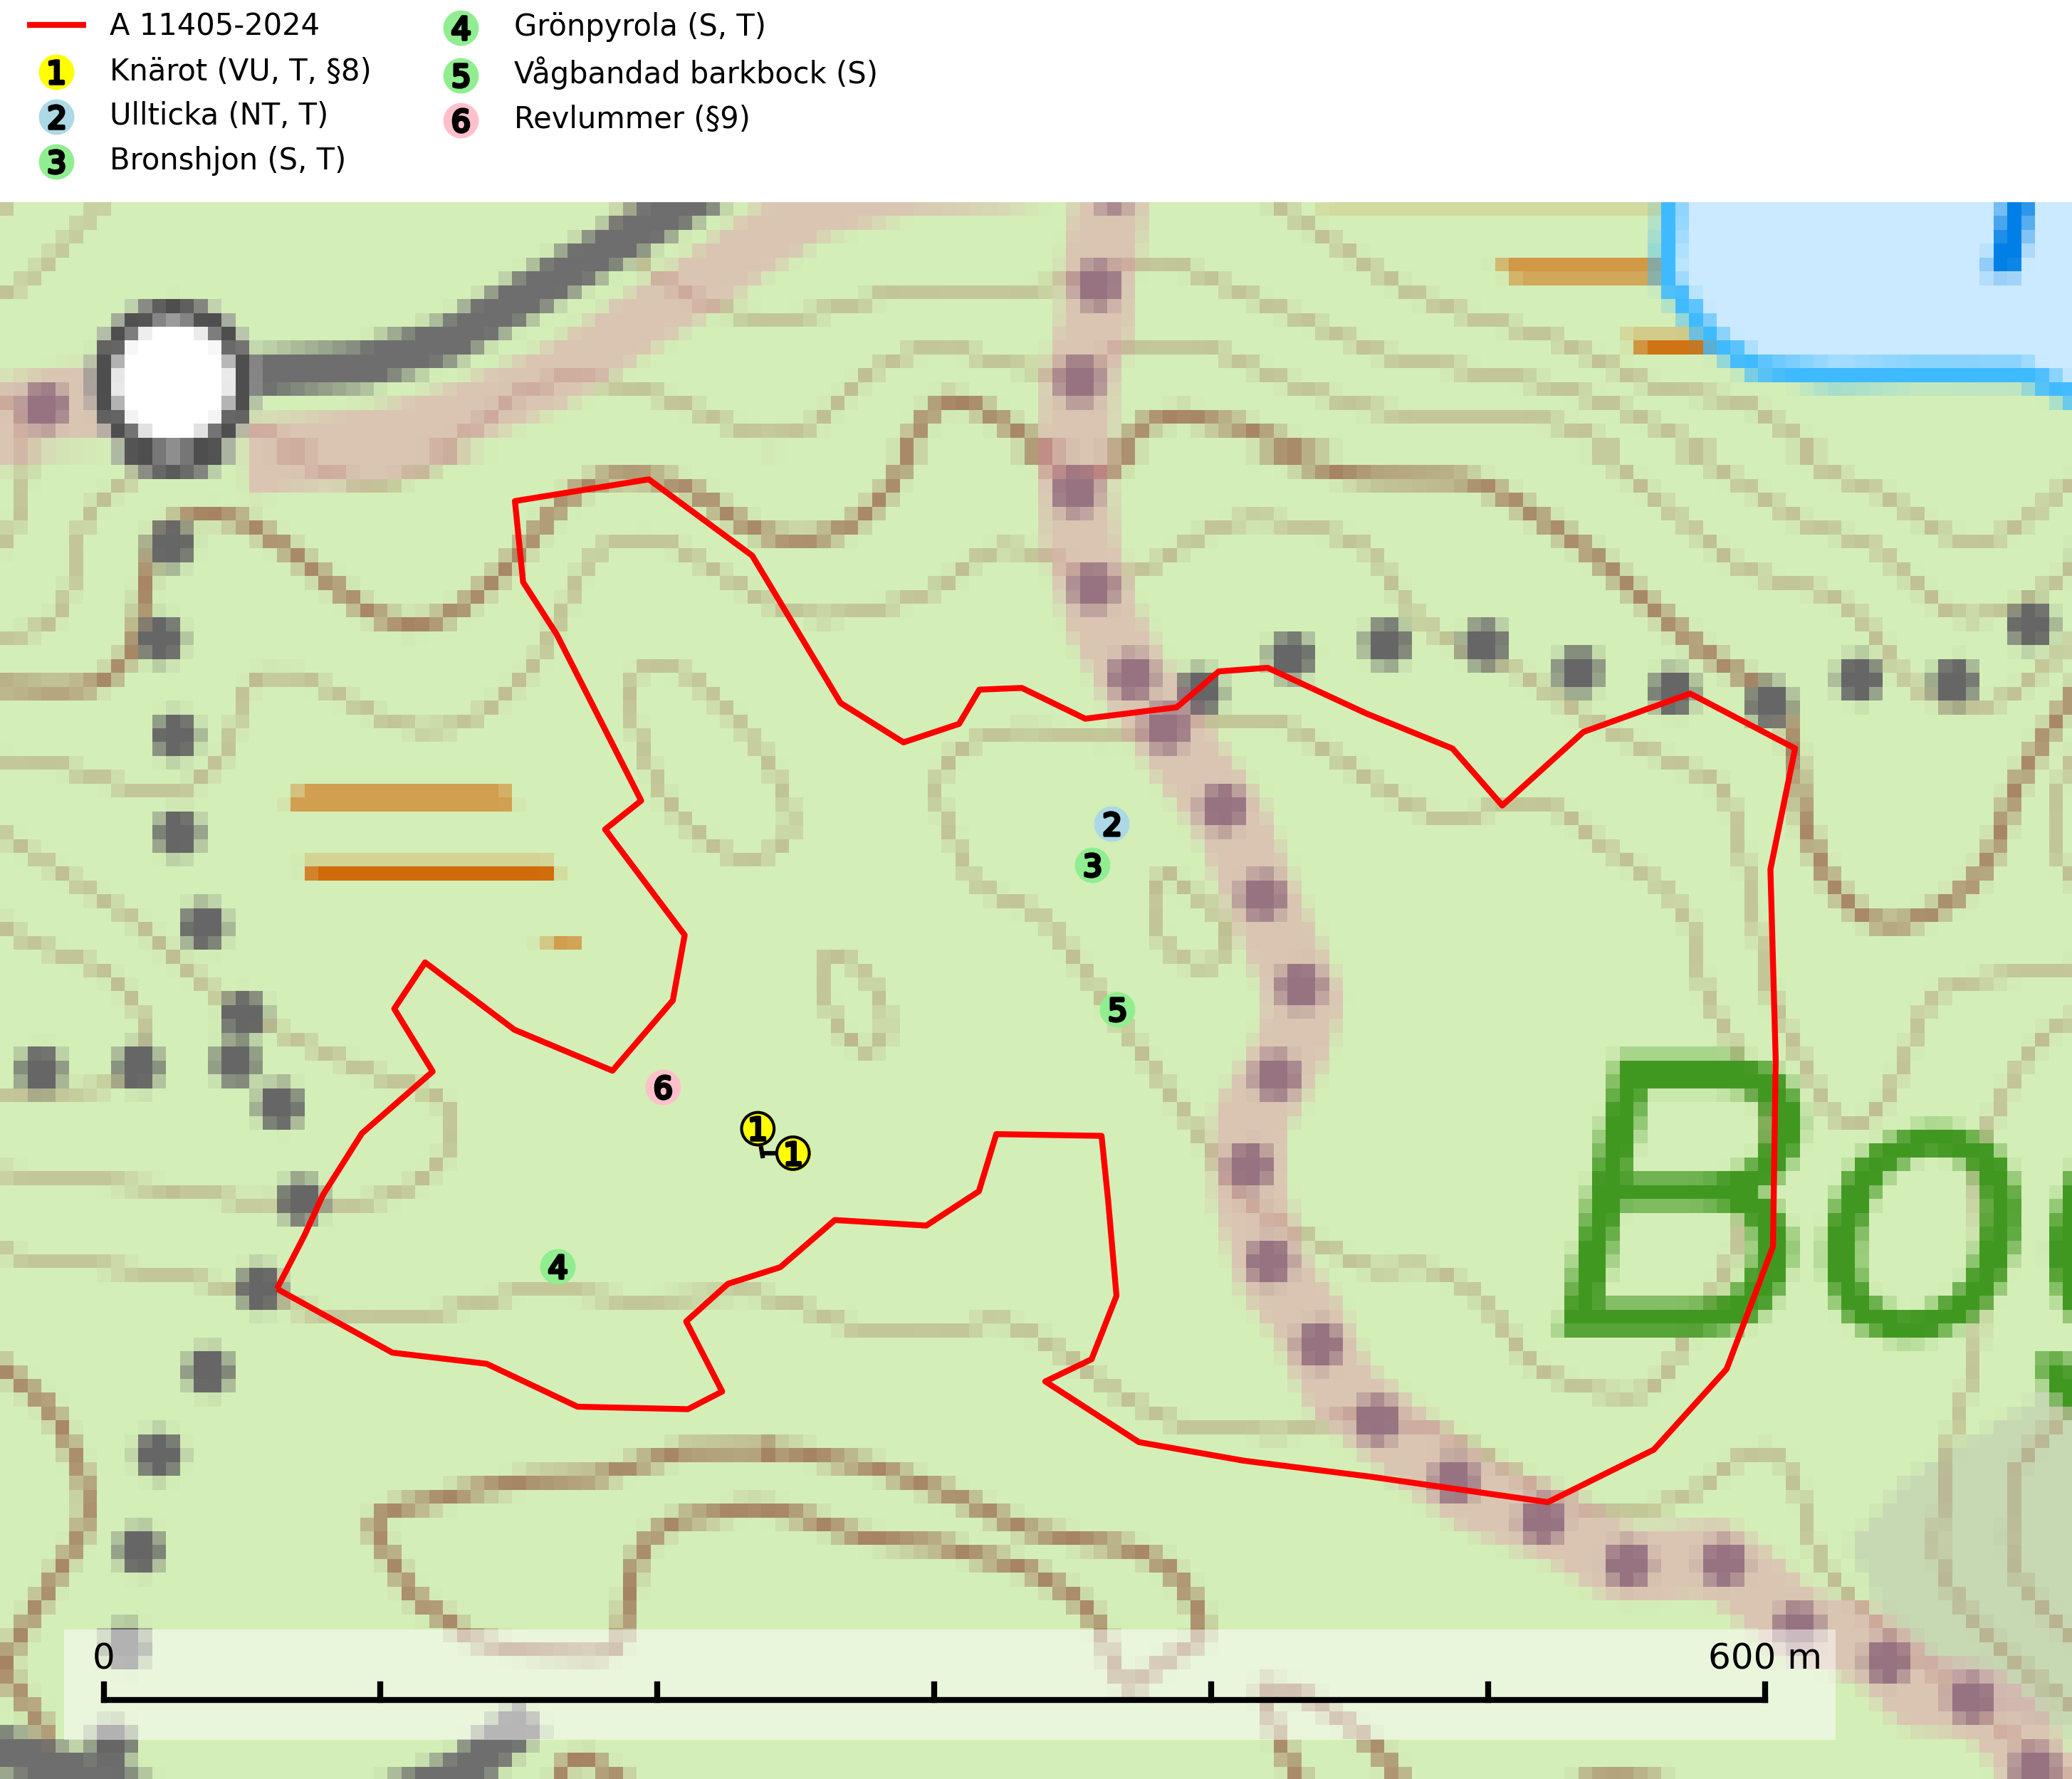 A 11405-2024
1 Knärot (VU, T, §8)
2 Ullticka (NT, T)
3 Bronshjon (S, T)
4 Grönpyrola (S, T)
5 Vågbandad barkbock (S)
6 Revlummer (§9)
2
3
5
6
1
1
4
Bo
0 600 m